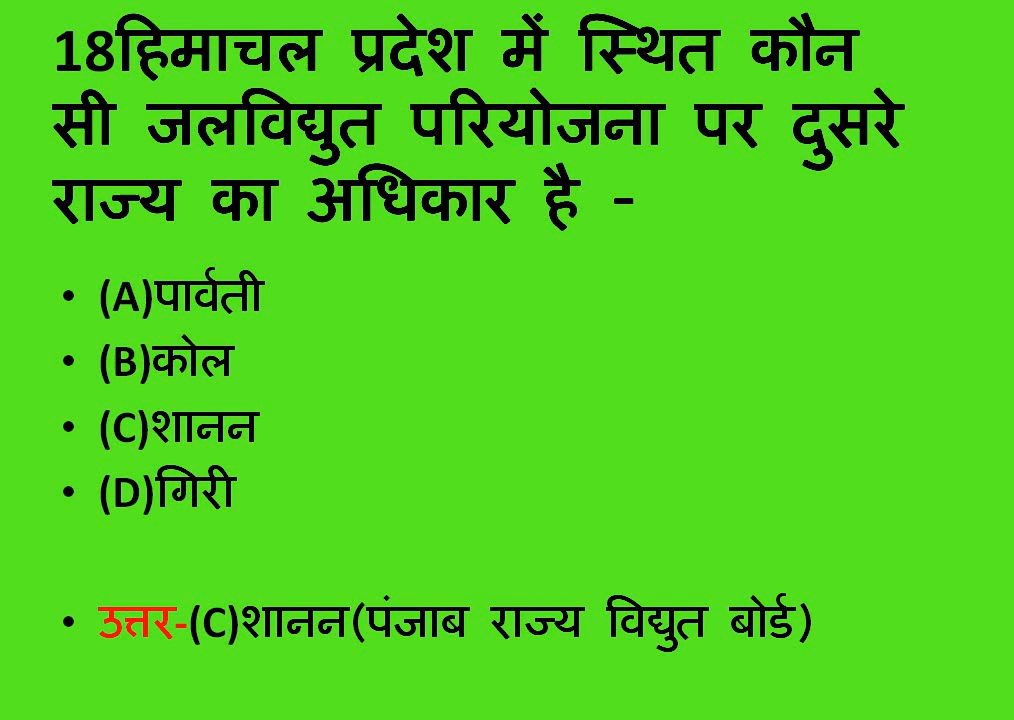 18हिमाचल प्रदेश में स्थित कौन
सी जलविद्युत परियोजना पर दुसरे
राज्य का अधिकार है -
• (A)पार्वती
• (B)कोल
• (C)शानन
• (D)गिरी
• उत्तर-(C)शानन(पंजाब राज्य विद्युत बोर्ड)